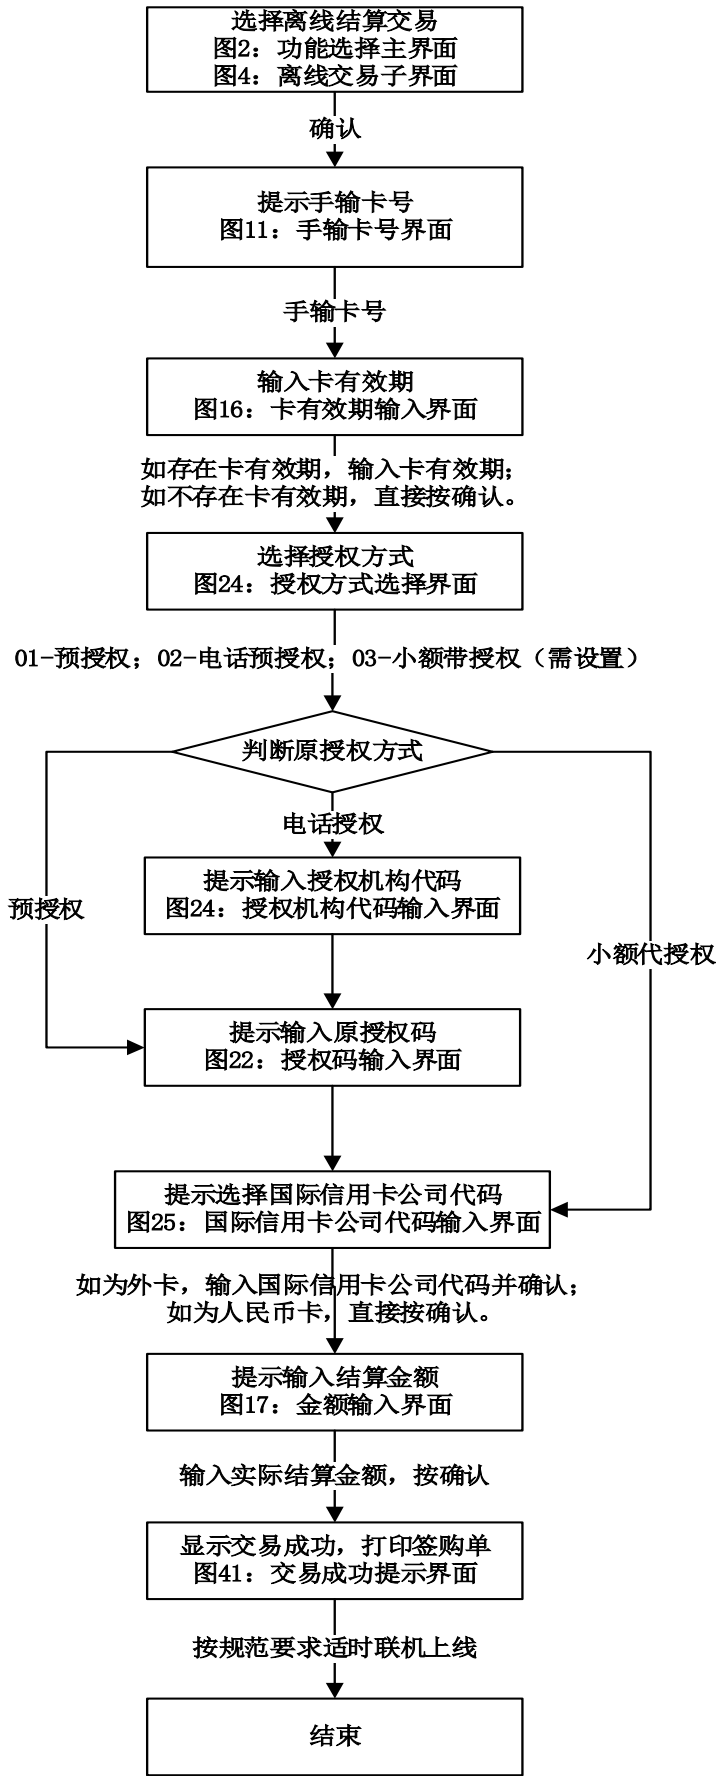 选择离线结算交易
图2：功能选择主界面
图4：离线交易子界面
确认
提示手输卡号
图11：手输卡号界面
手输卡号
输入卡有效期
图16：卡有效期输入界面
如存在卡有效期，输入卡有效期；
如不存在卡有效期，直接按确认。
选择授权方式
图24：授权方式选择界面
01-预授权；02-电话预授权；03-小额带授权（需设置）
判断原授权方式
电话授权
提示输入授权机构代码
图24：授权机构代码输入界面
预授权
小额代授权
提示输入原授权码
图22：授权码输入界面
提示选择国际信用卡公司代码
图25：国际信用卡公司代码输入界面
如为外卡，输入国际信用卡公司代码并确认；
如为人民币卡，直接按确认。
提示输入结算金额
图17：金额输入界面
输入实际结算金额，按确认
显示交易成功，打印签购单
图41：交易成功提示界面
按规范要求适时联机上线
结束